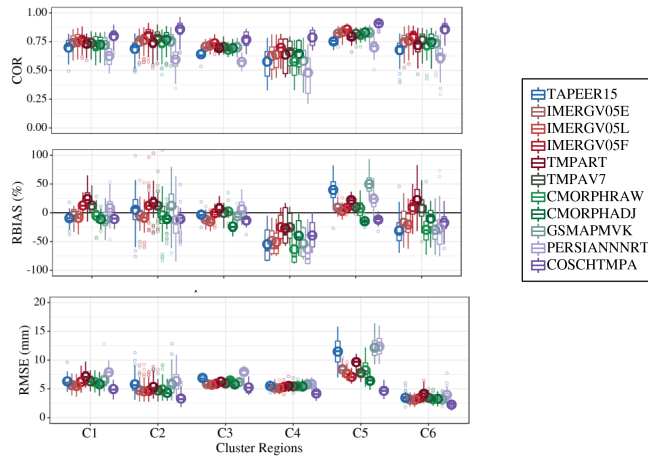 1.00
0.75
0.50
0.25
0.00
COR
100
50
0
-50
-100
RBIAS (%)
20
15
10
5
0
RMSE (mm)
C1 C2 C3 C4 C5 C6
Cluster Regions
TAPEER15
IMERGV05E
IMERGV05L
IMERGV05F
TMPART
TMPAV7
CMORPHRAW
CMORPHADJ
GSMAPMVK
PERSIANNNRT
COSCHTMPA